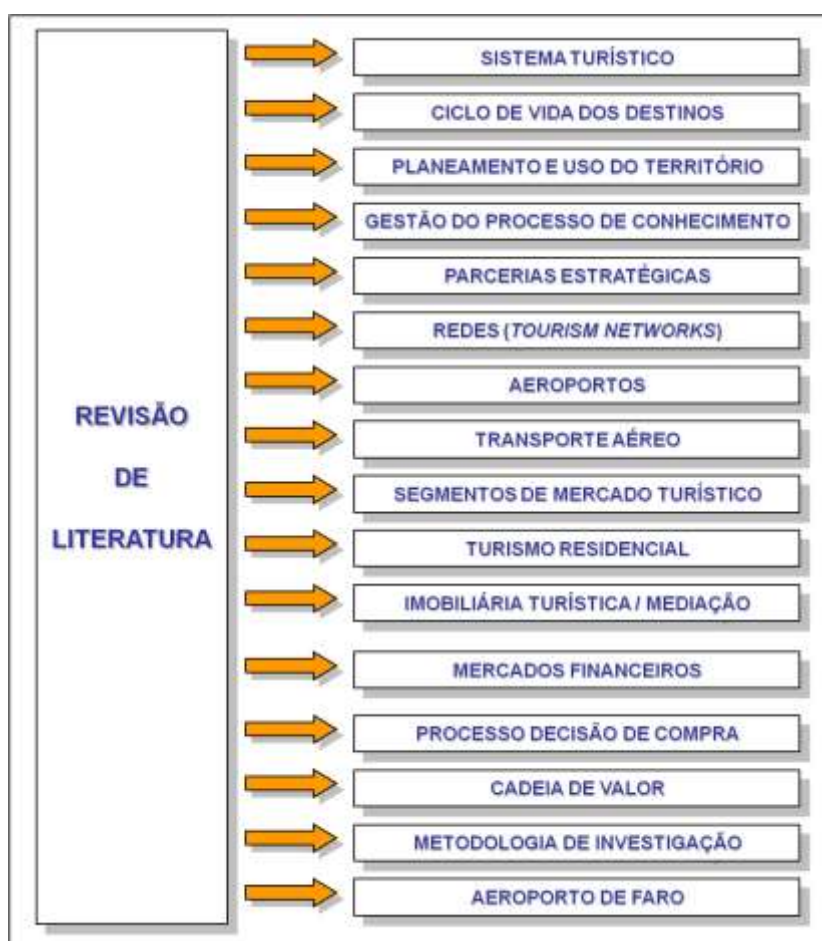 REVISÃO
DE
LITERATURA
SISTEMA TURÍSTICO
CICLO DE VIDA DOS DESTINOS
PLANEAMENTO E USO DO TERRITÓRIO
GESTÃO DO PROCESSO DE CONHECIMENTO
PARCERIAS ESTRATÉGICAS
REDES (TOURISM NETWORKS)
AEROPORTOS
TRANSPORTE AÉREO
SEGMENTOS DE MERCADO TURÍSTICO
TURISMO RESIDENCIAL
IMOBILIÁRIA TURÍSTICA / MEDIAÇÃO
MERCADOS FINANCEIROS
PROCESSO DECISÃO DE COMPRA
CADEIA DE VALOR
METODOLOGIA DE INVESTIGAÇÃO
AEROPORTO DE FARO